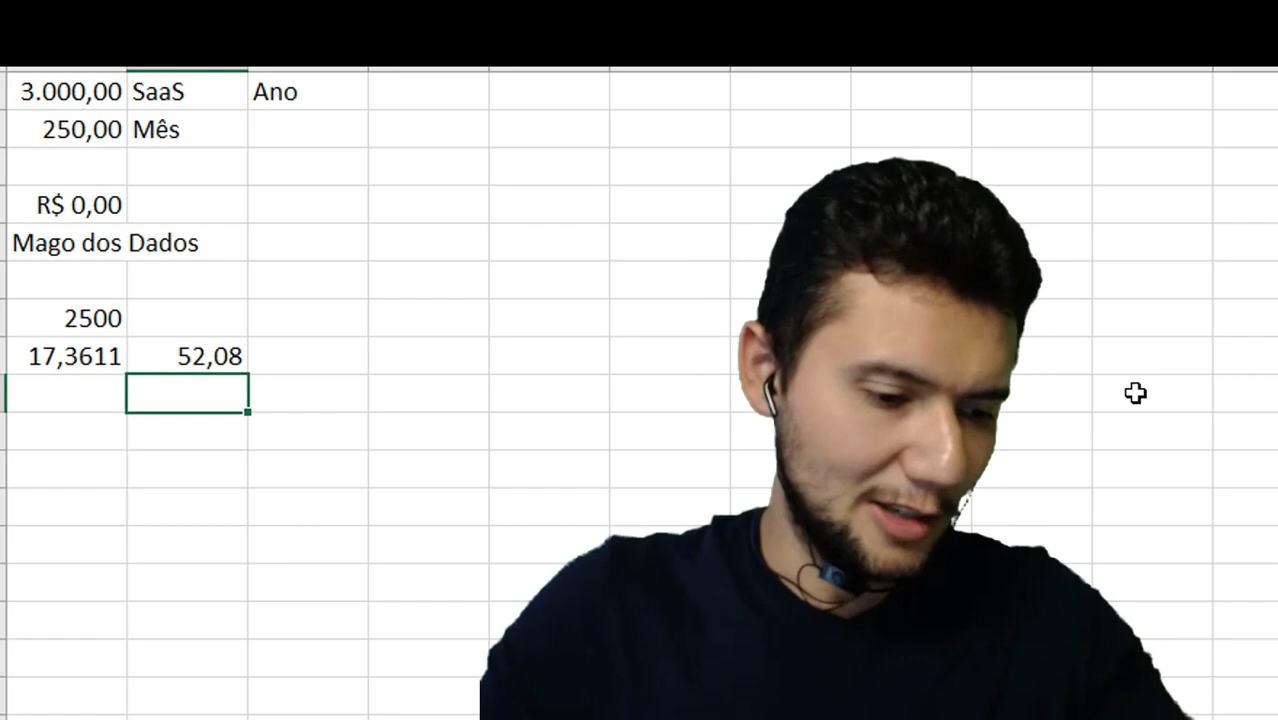 3.000,00 SaaS Ano
250,00 Mês
R$ 0,00
Mago dos Dados
2500
17,3611 52,08